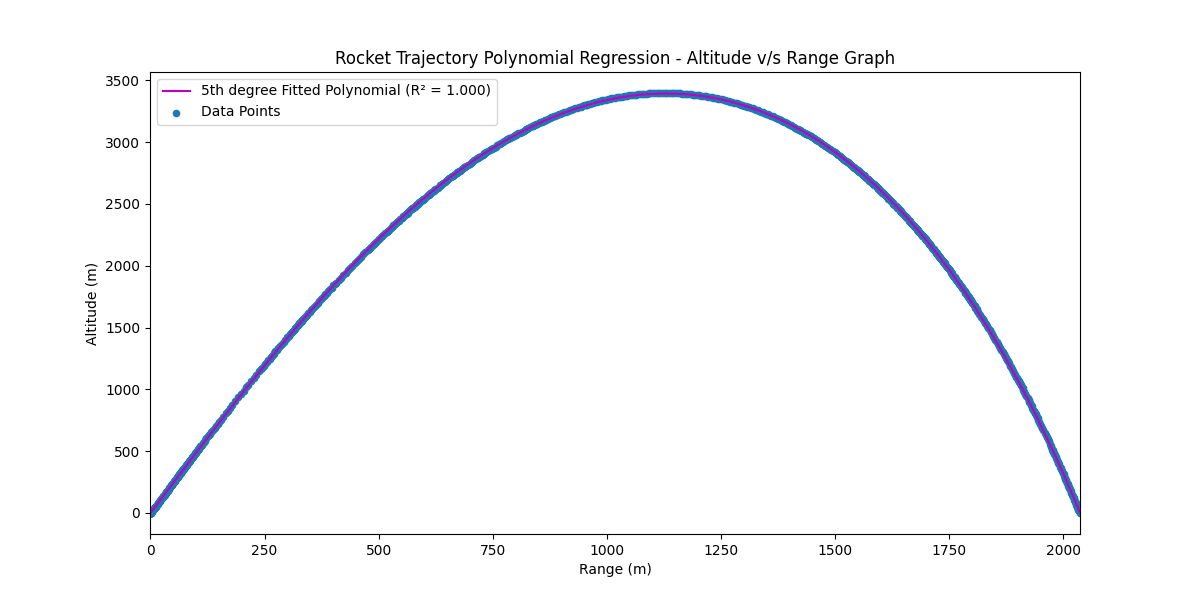 Rocket Trajectory Polynomial Regression - Altitude v/s Range Graph
5th degree Fitted Polynomial (R² = 1.000)
Data Points
3500
3000
2500
2000
1500
1000
500
0
Altitude (m)
0 250 500 750 1000 1250 1500 1750 2000
Range (m)